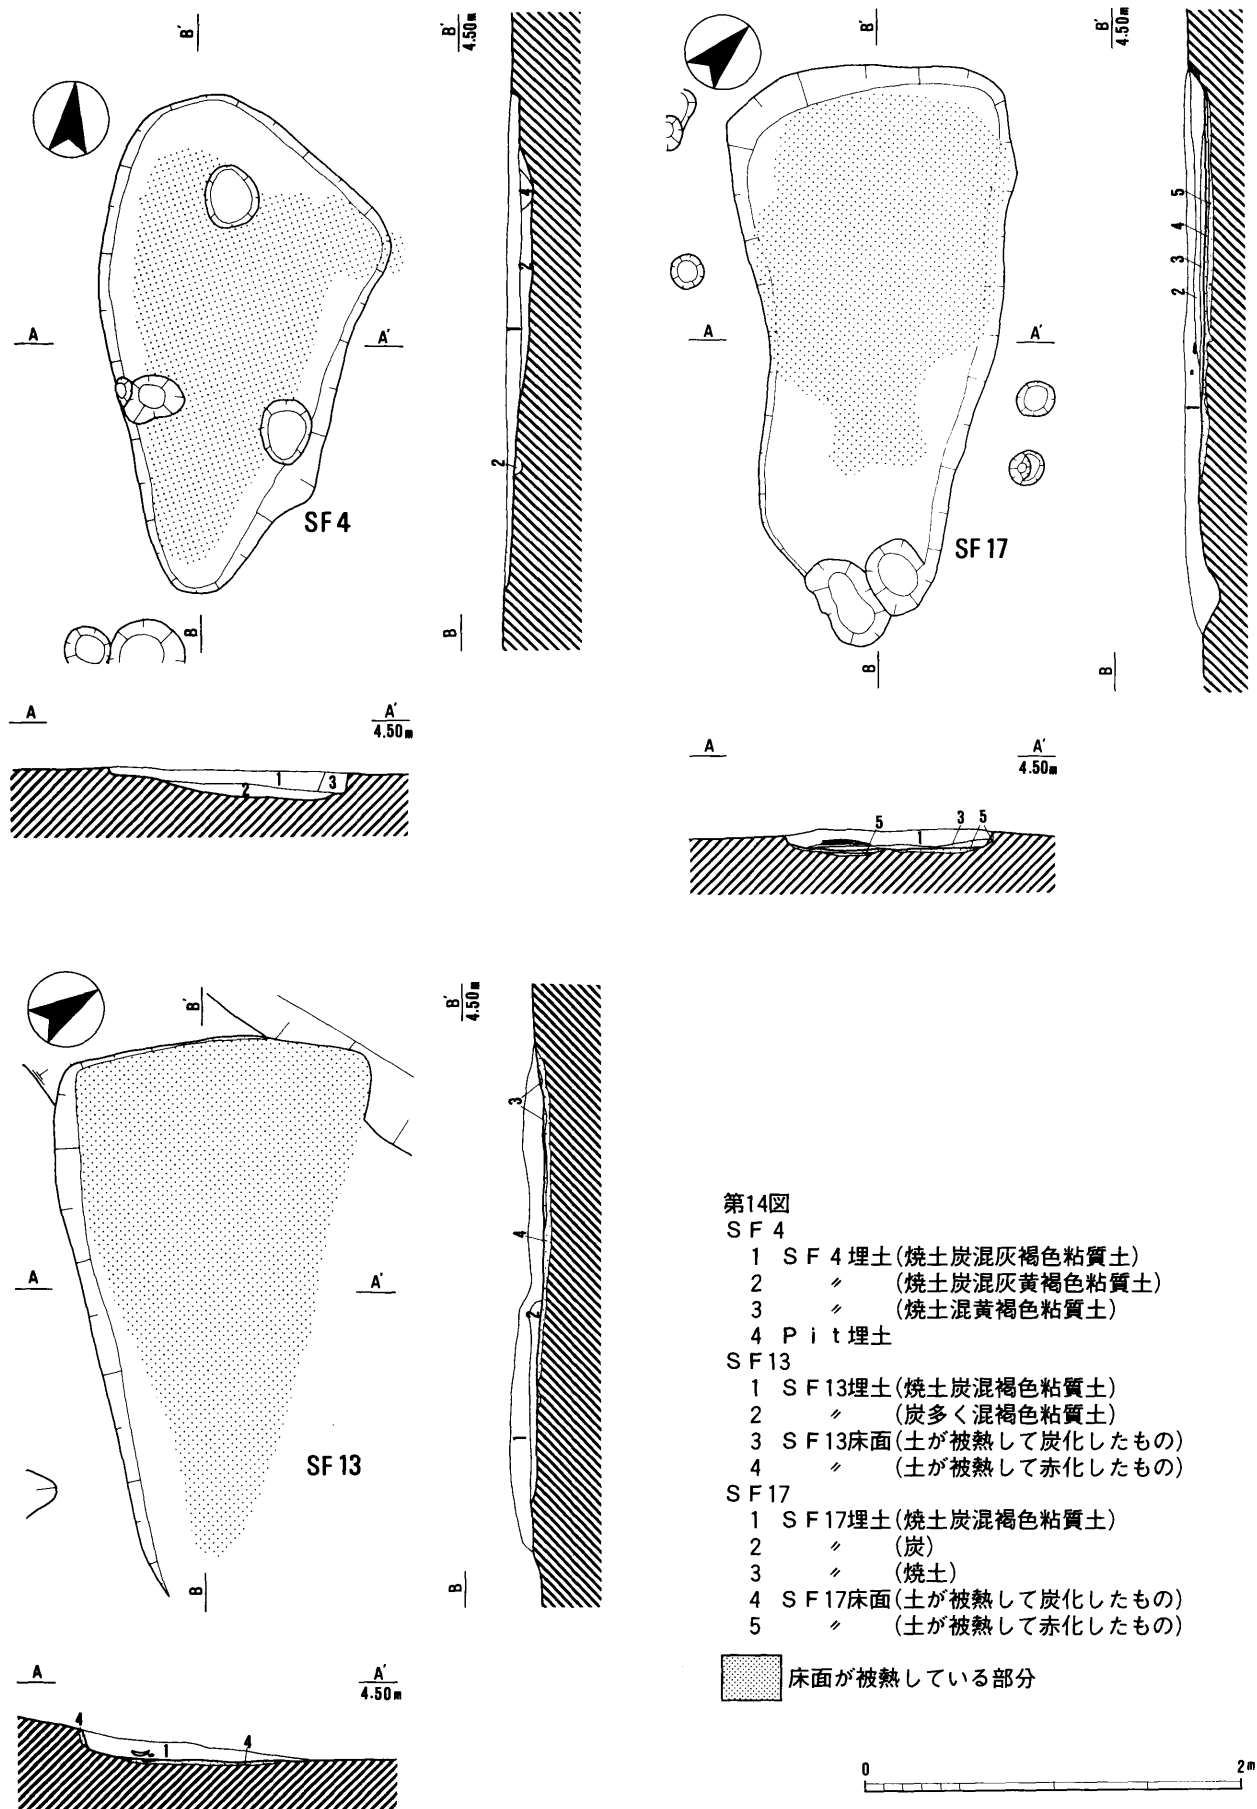 B'
B'
4.50m
A
A'
2
4
2
1
2
SF4
B
B
A
A'
4.50m
1
3
2
B'
B'
4.50m
A
A'
5
4
3
2
1
SF17
B
B
A
A'
4.50m
5
3
5
1
B'
B'
4.50m
3
4
2
1
A
A'
SF13
B
B
A
A'
4.50m
4
1
4
第14図
SF4
1 SF4埋土(焼土炭混灰褐色粘質土)
2 〃 (焼土炭混灰黄褐色粘質土)
3 〃 (焼土混黄褐色粘質土)
4 Pit埋土
SF13
1 SF13埋土(焼土炭混褐色粘質土)
2 〃 (炭多く混褐色粘質土)
3 SF13床面(土が被熱して炭化したもの)
4 〃 (土が被熱して赤化したもの)
SF17
1 SF17埋土(焼土炭混褐色粘質土)
2 〃 (炭)
3 〃 (焼土)
4 SF17床面(土が被熱して炭化したもの)
5 〃 (土が被熱して赤化したもの)
床面が被熱している部分
0 2m